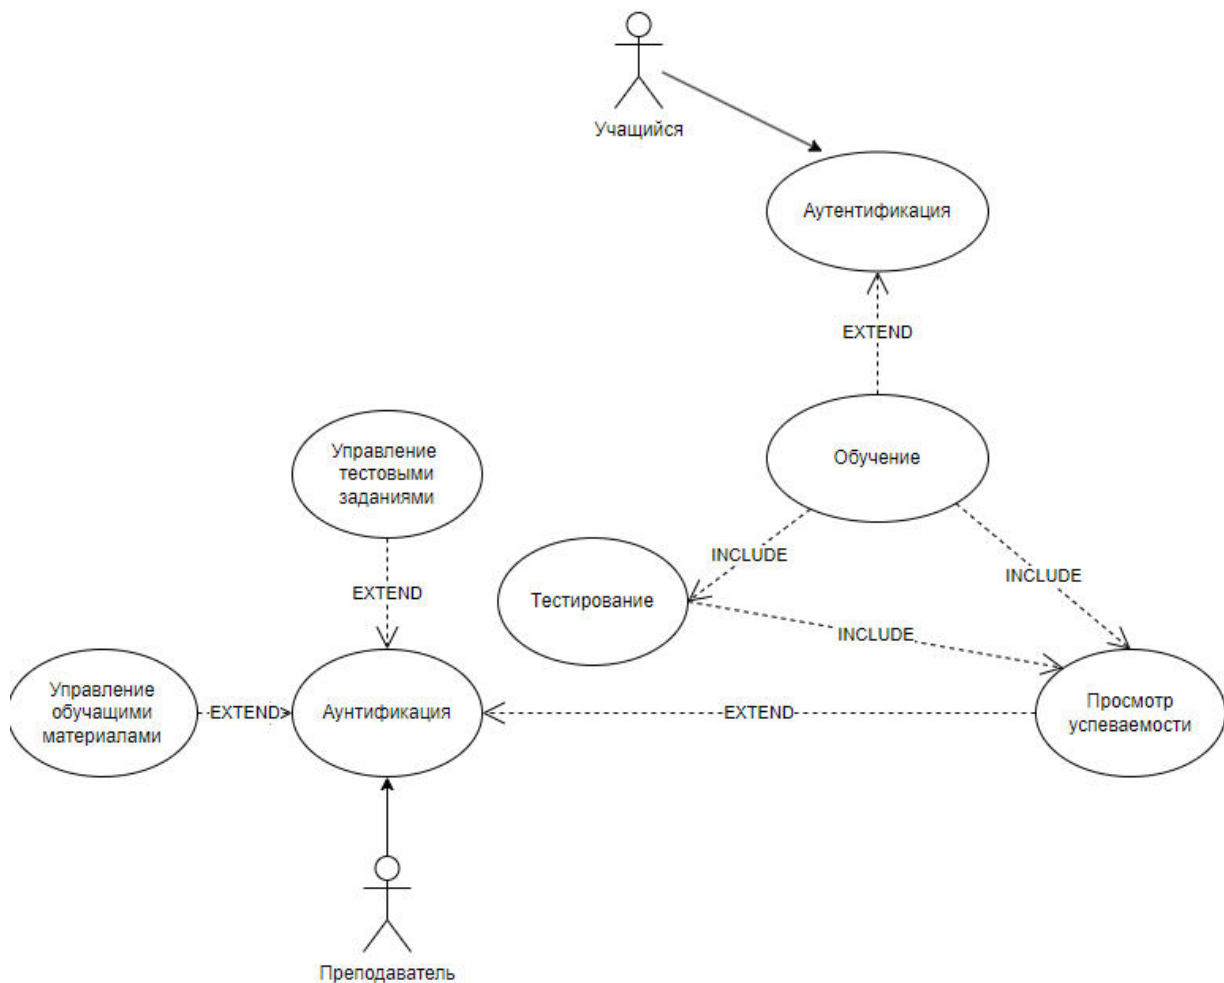 Учащийся
Аутентификация
EXTEND
Управление
тестовыми
заданиями
Обучение
INCLUDE
INCLUDE
EXTEND
Тестирование
INCLUDE
Управление
обучащими
материалами
EXTEND
Аунтификация
EXTEND
Просмотр
успеваемости
Преподаватель